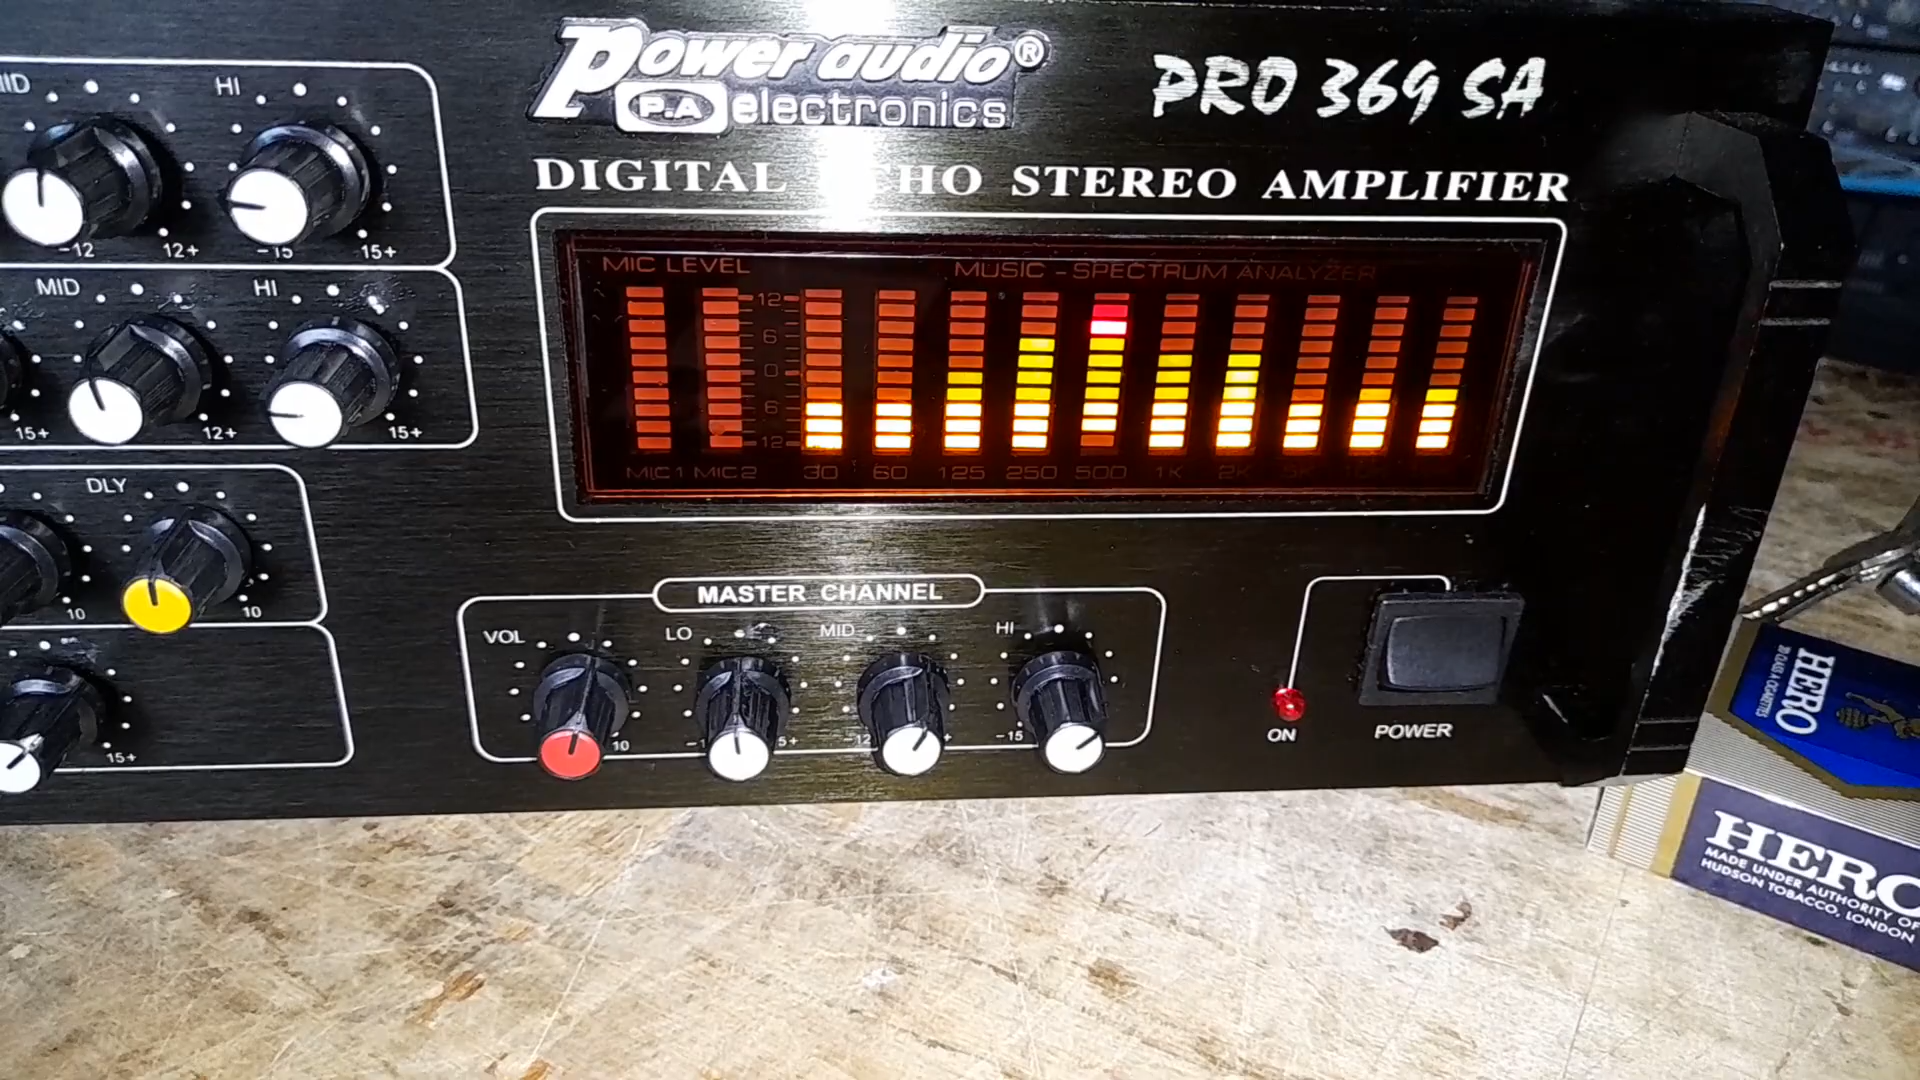 Power audio®
P.A electronics
PRO 369 SA
DIGITAL HO STEREO AMPLIFIER
MIC LEVEL
MUSIC - SPECTRUM ANALYZER
12
6
0
6
12
MIC 1 MIC 2 30 60 125 250 500 1K 2K
MID HI
-12 12+ -15 15+
MID HI
15+ 12+ 15+
DLY
10 10
15+
MASTER CHANNEL
VOL LO MID HI
10 -15
ON
POWER
HERO
20 CLASS A CIGARETTES
MADE UNDER AUTHORITY OF
HUDSON TOBACCO, LONDON